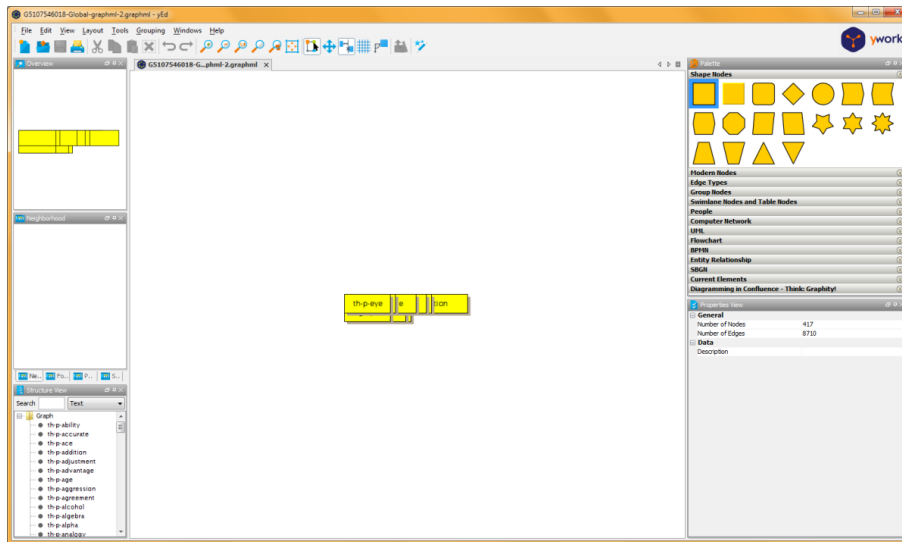 G5107546018-Global-graphml-2.graphml - yEd
File Edit View Layout Tools Grouping Windows Help
yWork
Overview
G5107546018-G...phml-2.graphml
Palette
Shape Nodes
Modern Nodes
Edge Types
Group Nodes
Swimlane Nodes and Table Nodes
People
Computer Network
UML
Flowchart
BPMN
Entity Relationship
SBGN
Current Elements
Diagramming in Confluence - Think: Graphity!
Neighborhood
th-p-eye e tion
Properties View
General
Number of Nodes 417
Number of Edges 8710
Data
Description
Ne... Fo... P... S...
Structure View
Search Text
Graph
th-p-ability
th-p-accurate
th-p-ace
th-p-addition
th-p-adjustment
th-p-advantage
th-p-age
th-p-aggression
th-p-agreement
th-p-alcohol
th-p-algebra
th-p-alpha
th-p-analogy